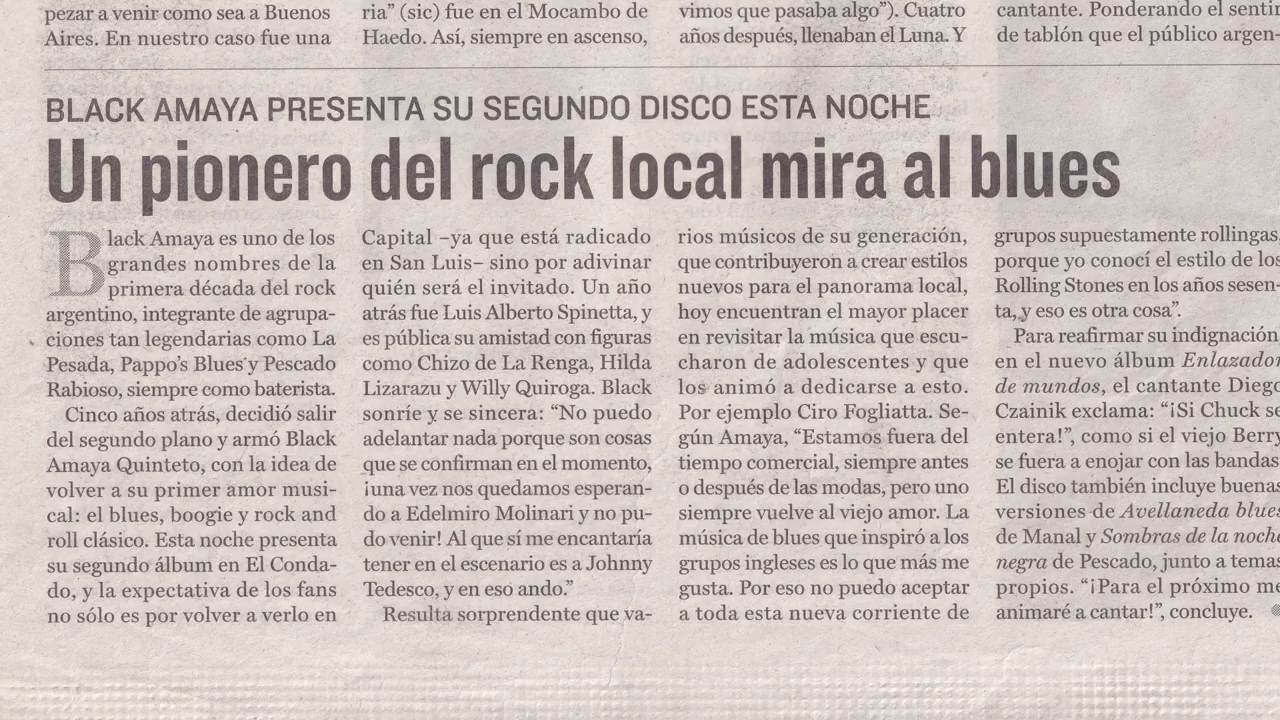 pezar a venir como sea a Buenos
Aires. En nuestro caso fue una
ria” (sic) fue en el Mocambo de
Haedo. Así, siempre en ascenso,
vimos que pasaba algo”). Cuatro
años después, llenaban el Luna. Y
cantante. Ponderando el sentir
de tablón que el público argen-
BLACK AMAYA PRESENTA SU SEGUNDO DISCO ESTA NOCHE
Un pionero del rock local mira al blues
Black Amaya es uno de los
grandes nombres de la
primera década del rock
argentino, integrante de agrupa-
ciones tan legendarias como La
Pesada, Pappo’s Blues y Pescado
Rabioso, siempre como baterista.
Cinco años atrás, decidió salir
del segundo plano y armó Black
Amaya Quinteto, con la idea de
volver a su primer amor musi-
cal: el blues, boogie y rock and
roll clásico. Esta noche presenta
su segundo álbum en El Conda-
do, y la expectativa de los fans
no sólo es por volver a verlo en
Capital –ya que está radicado
en San Luis– sino por adivinar
quién será el invitado. Un año
atrás fue Luis Alberto Spinetta, y
es pública su amistad con figuras
como Chizo de La Renga, Hilda
Lizarazu y Willy Quiroga. Black
sonríe y se sincera: “No puedo
adelantar nada porque son cosas
que se confirman en el momento,
¡una vez nos quedamos esperan-
do a Edelmiro Molinari y no pu-
do venir! Al que sí me encantaría
tener en el escenario es a Johnny
Tedesco, y en eso ando.”
Resulta sorprendente que va-
rios músicos de su generación,
que contribuyeron a crear estilos
nuevos para el panorama local,
hoy encuentran el mayor placer
en revisitar la música que escu-
charon de adolescentes y que
los animó a dedicarse a esto.
Por ejemplo Ciro Fogliatta. Se-
gún Amaya, “Estamos fuera del
tiempo comercial, siempre antes
o después de las modas, pero uno
siempre vuelve al viejo amor. La
música de blues que inspiró a los
grupos ingleses es lo que más me
gusta. Por eso no puedo aceptar
a toda esta nueva corriente de
grupos supuestamente rollingas,
porque yo conocí el estilo de los
Rolling Stones en los años sesen-
ta, y eso es otra cosa”.
Para reafirmar su indignación
en el nuevo álbum Enlazador
de mundos, el cantante Diego
Czainik exclama: “¡Si Chuck se
entera!”, como si el viejo Berry
se fuera a enojar con las bandas.
El disco también incluye buenas
versiones de Avellaneda blues
de Manal y Sombras de la noche
negra de Pescado, junto a temas
propios. “¡Para el próximo me
animaré a cantar!”, concluye.